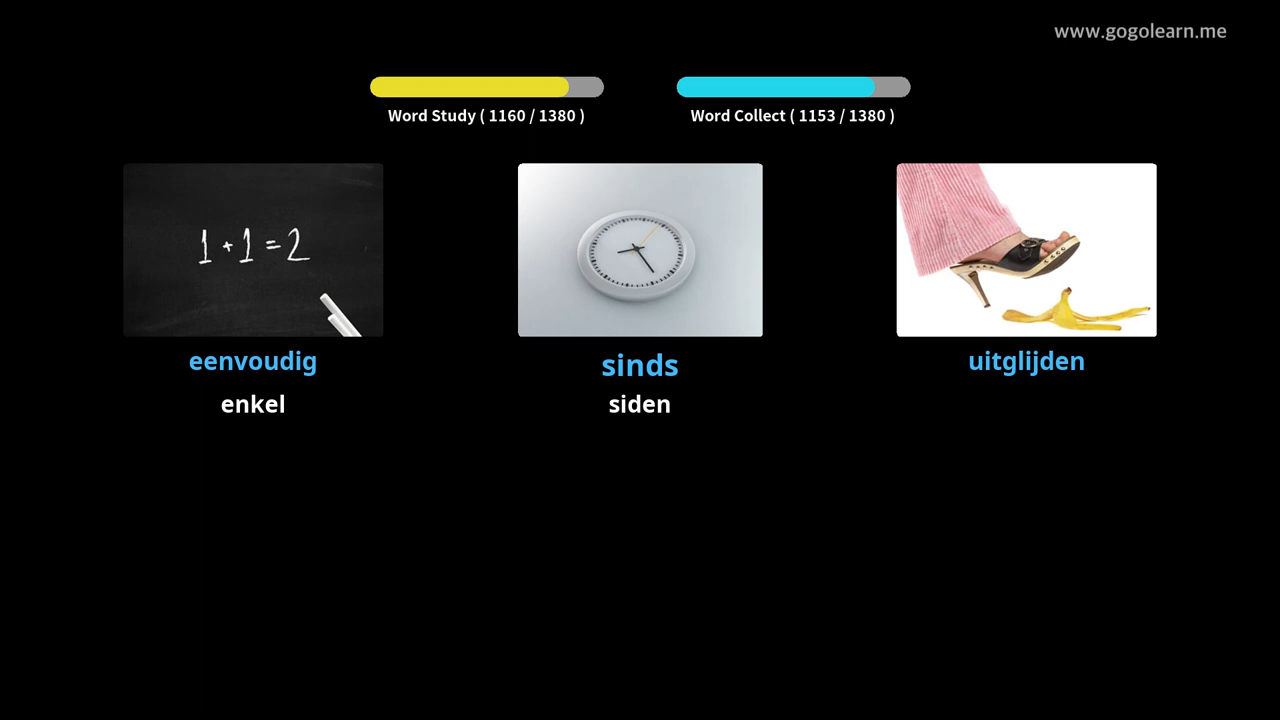 www.gogolearn.me
Word Study ( 1160 / 1380 )
Word Collect ( 1153 / 1380 )
1 + 1 = 2
eenvoudig
sinds
uitglijden
enkel
siden